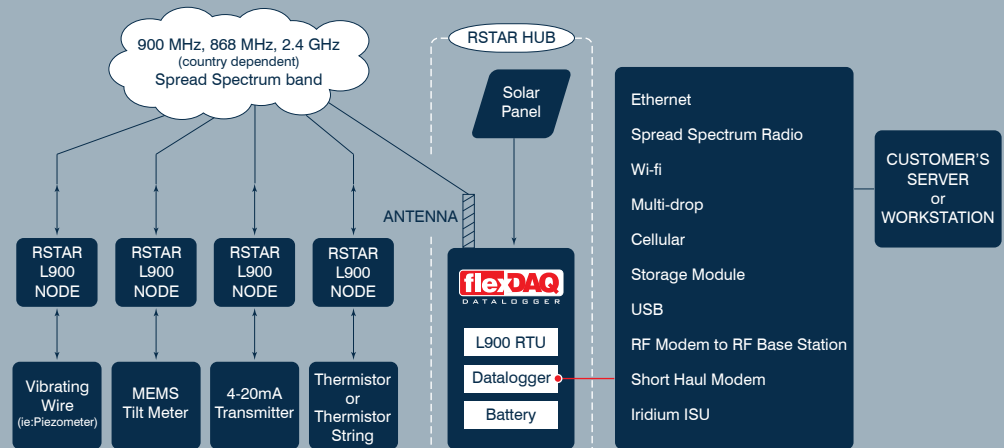 900 MHz, 868 MHz, 2.4 GHz
(country dependent)
Spread Spectrum band
RSTAR HUB
Solar
Panel
ANTENNA
RSTAR
L900
NODE
RSTAR
L900
NODE
RSTAR
L900
NODE
RSTAR
L900
NODE
Vibrating
Wire
(ie:Piezometer)
MEMS
Tilt Meter
4-20mA
Transmitter
Thermistor
or
Thermistor
String
flexDAQ
DATALOGGER
L900 RTU
Datalogger
Battery
Ethernet
Spread Spectrum Radio
Wi-fi
Multi-drop
Cellular
Storage Module
USB
RF Modem to RF Base Station
Short Haul Modem
Iridium ISU
CUSTOMER'S
SERVER
or
WORKSTATION